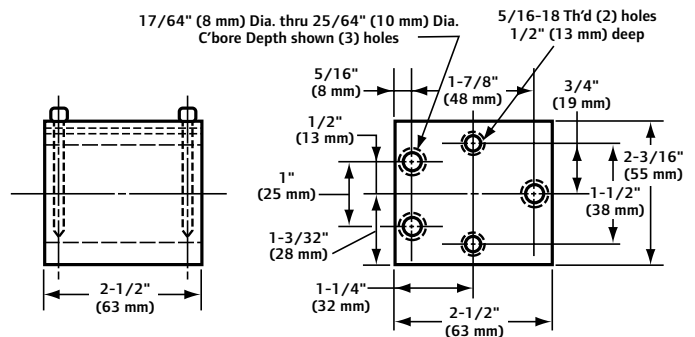 17/64" (8 mm) Dia. thru 25/64" (10 mm) Dia.
C'bore Depth shown (3) holes
5/16-18 Th'd (2) holes
1/2" (13 mm) deep
5/16"
(8 mm)
1-7/8"
(48 mm)
3/4"
(19 mm)
1/2"
(13 mm)
1"
(25 mm)
1-3/32"
(28 mm)
2-3/16"
(55 mm)
1-1/2"
(38 mm)
2-1/2"
(63 mm)
1-1/4"
(32 mm)
2-1/2"
(63 mm)